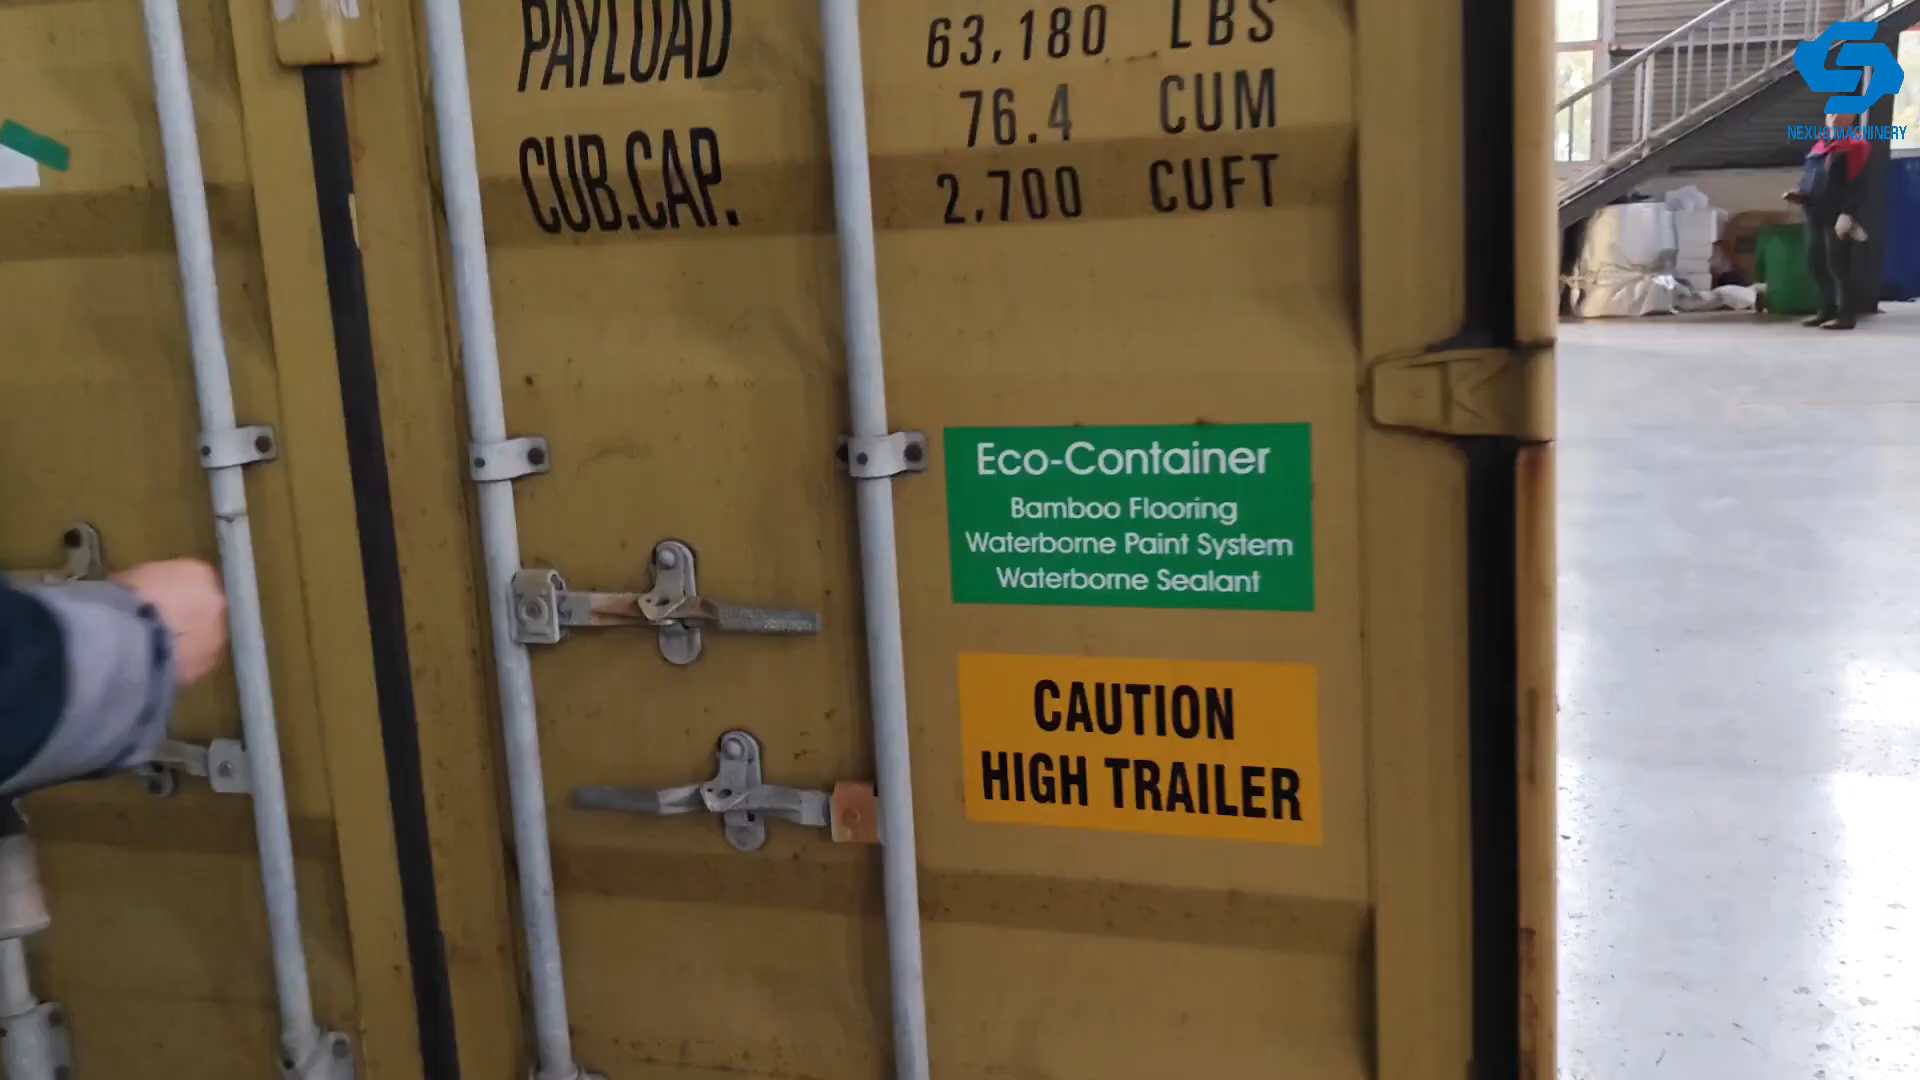 PAYLOAD 63,180 LBS
76.4 CUM
CUB.CAP. 2.700 CUFT
Eco-Container
Bamboo Flooring
Waterborne Paint System
Waterborne Sealant
CAUTION
HIGH TRAILER
NEXUS MACHINERY